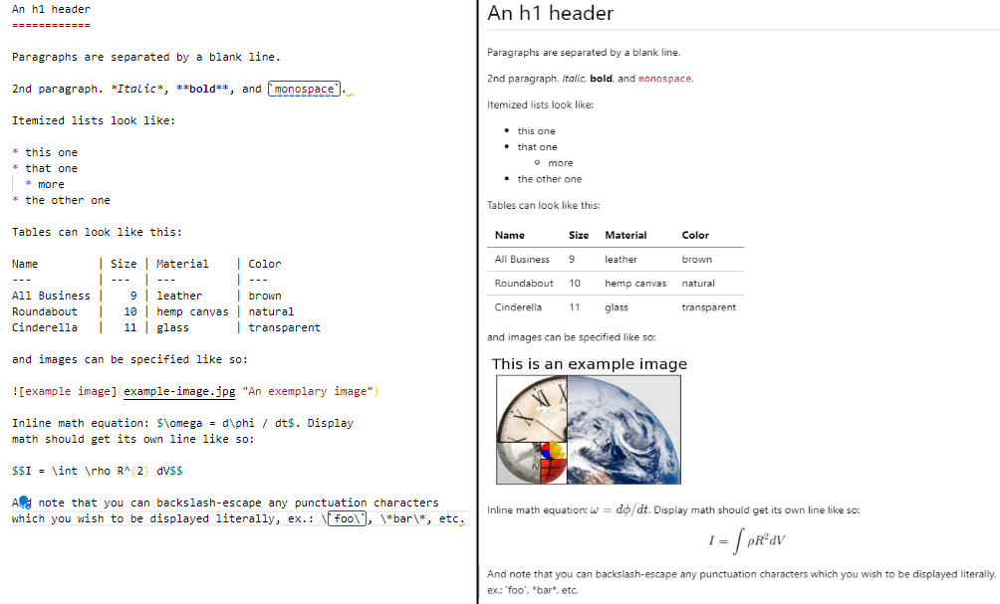 An h1 header
============
Paragraphs are separated by a blank line.
2nd paragraph. *Italic*, **bold**, and `monospace`.
Itemized lists look like:
* this one
* that one
* more
* the other one
Tables can look like this:
Name | Size | Material | Color
--- | --- | --- | ---
All Business | 9 | leather | brown
Roundabout | 10 | hemp canvas | natural
Cinderella | 11 | glass | transparent
and images can be specified like so:
![example image](example-image.jpg "An exemplary image")
Inline math equation: $\omega = d\phi / dt$. Display
math should get its own line like so:
$$I = \int \rho R^{2} dV$$
And note that you can backslash-escape any punctuation characters
which you wish to be displayed literally, ex.: \`foo\`, \*bar\*, etc.
An h1 header
Paragraphs are separated by a blank line.
2nd paragraph. Italic, bold, and monospace.
Itemized lists look like:
• this one
• that one
◦ more
• the other one
Tables can look like this:
Name Size Material Color
All Business 9 leather brown
Roundabout 10 hemp canvas natural
Cinderella 11 glass transparent
and images can be specified like so:
This is an example image
Inline math equation: ω = dϕ/dt. Display math should get its own line like so:
I = ∫ ρR²dV
And note that you can backslash-escape any punctuation characters which you wish to be displayed literally,
ex.: `foo`, *bar*, etc.